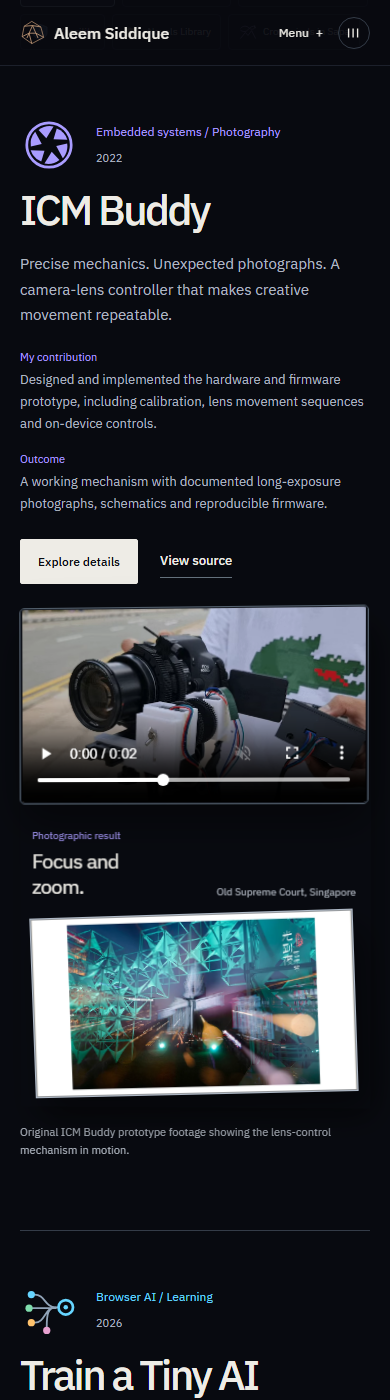 Aleem Siddique
Menu +
Embedded systems / Photography
2022
ICM Buddy
Precise mechanics. Unexpected photographs. A
camera-lens controller that makes creative
movement repeatable.
My contribution
Designed and implemented the hardware and firmware
prototype, including calibration, lens movement sequences
and on-device controls.
Outcome
A working mechanism with documented long-exposure
photographs, schematics and reproducible firmware.
Explore details
View source
0:00 / 0:02
Photographic result
Focus and
zoom.
Old Supreme Court, Singapore
Original ICM Buddy prototype footage showing the lens-control
mechanism in motion.
Browser AI / Learning
2026
Train a Tiny AI